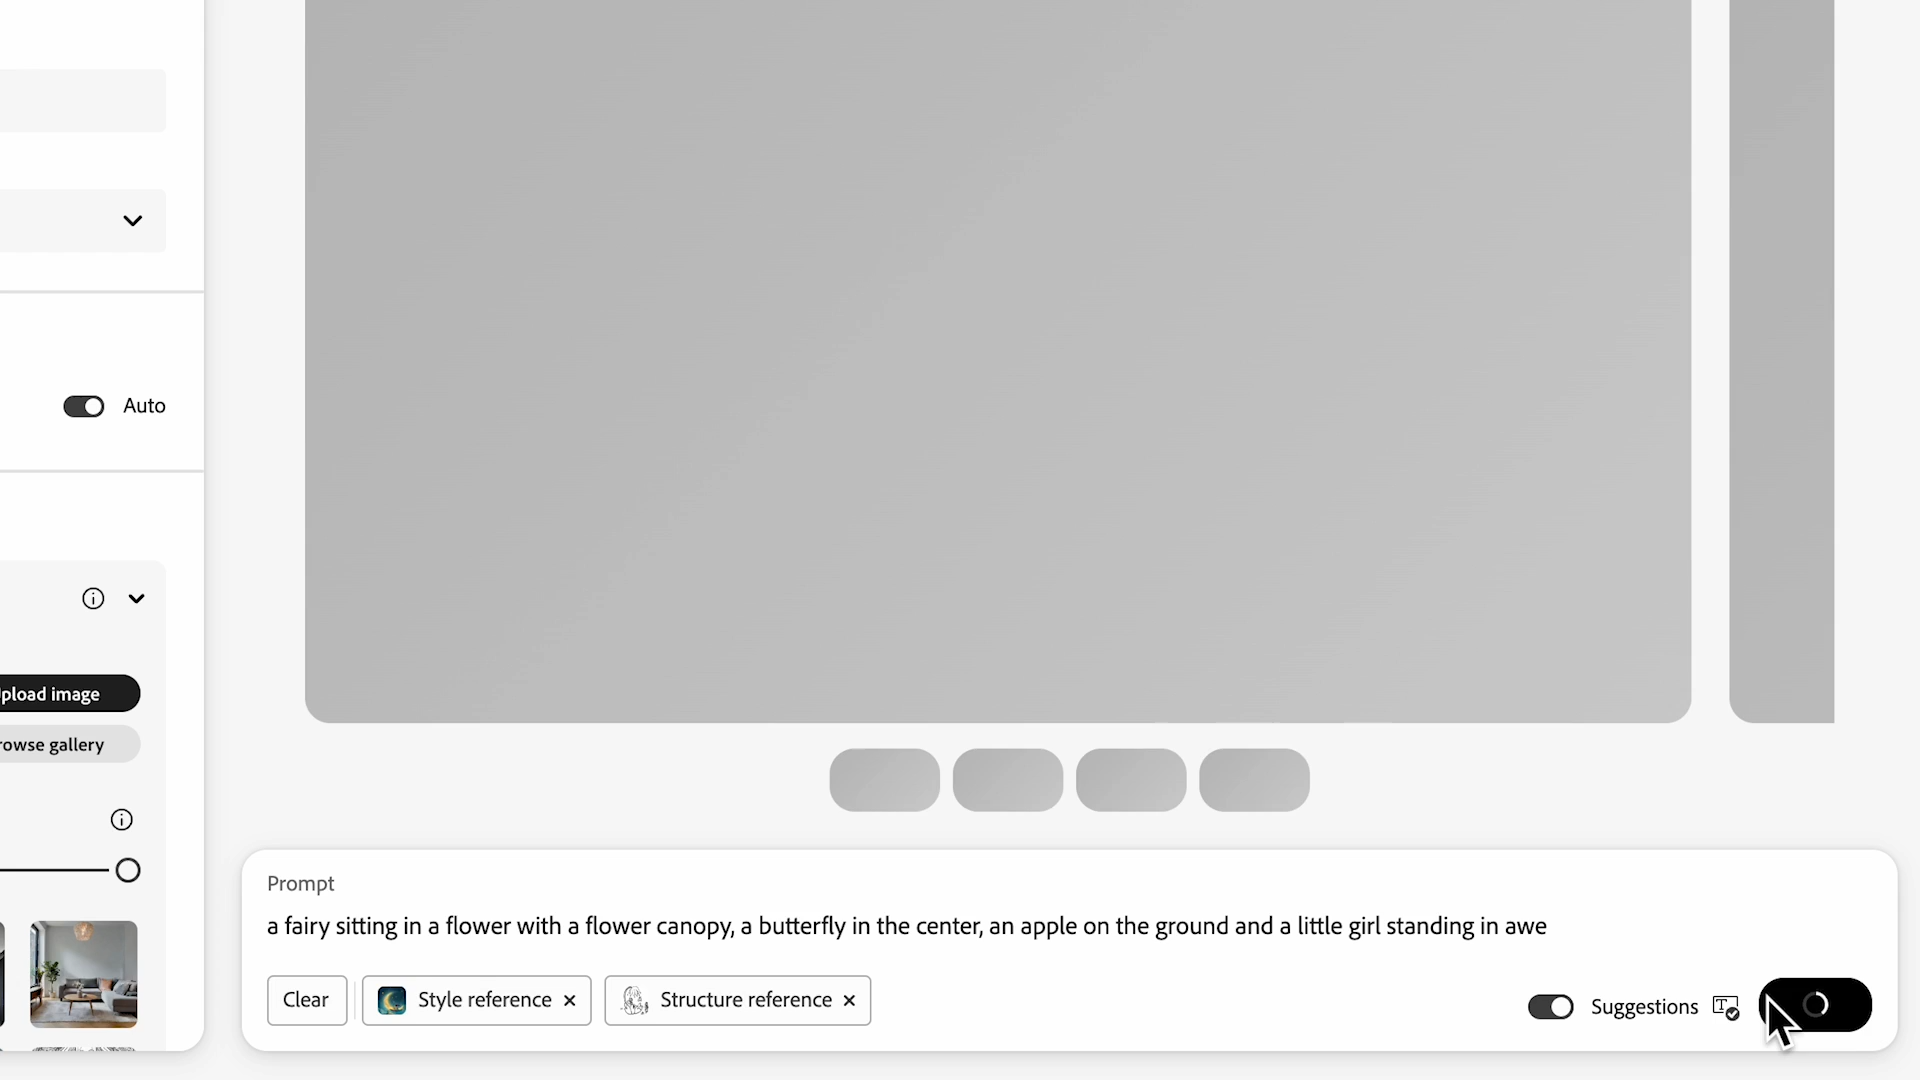 Auto
pload image
rowse gallery
Prompt
a fairy sitting in a flower with a flower canopy, a butterfly in the center, an apple on the ground and a little girl standing in awe
Clear
Style reference
Structure reference
Suggestions